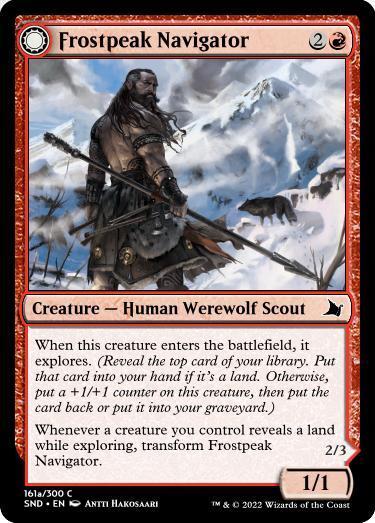 Frostpeak Navigator 2
Creature — Human Werewolf Scout
When this creature enters the battlefield, it
explores. (Reveal the top card of your library. Put
that card into your hand if it's a land. Otherwise,
put a +1/+1 counter on this creature, then put the
card back or put it into your graveyard.)
Whenever a creature you control reveals a land
while exploring, transform Frostpeak
Navigator.
2/3
1/1
161a/300 C
SND • EN Antti Hakosaari
™ & © 2022 Wizards of the Coast